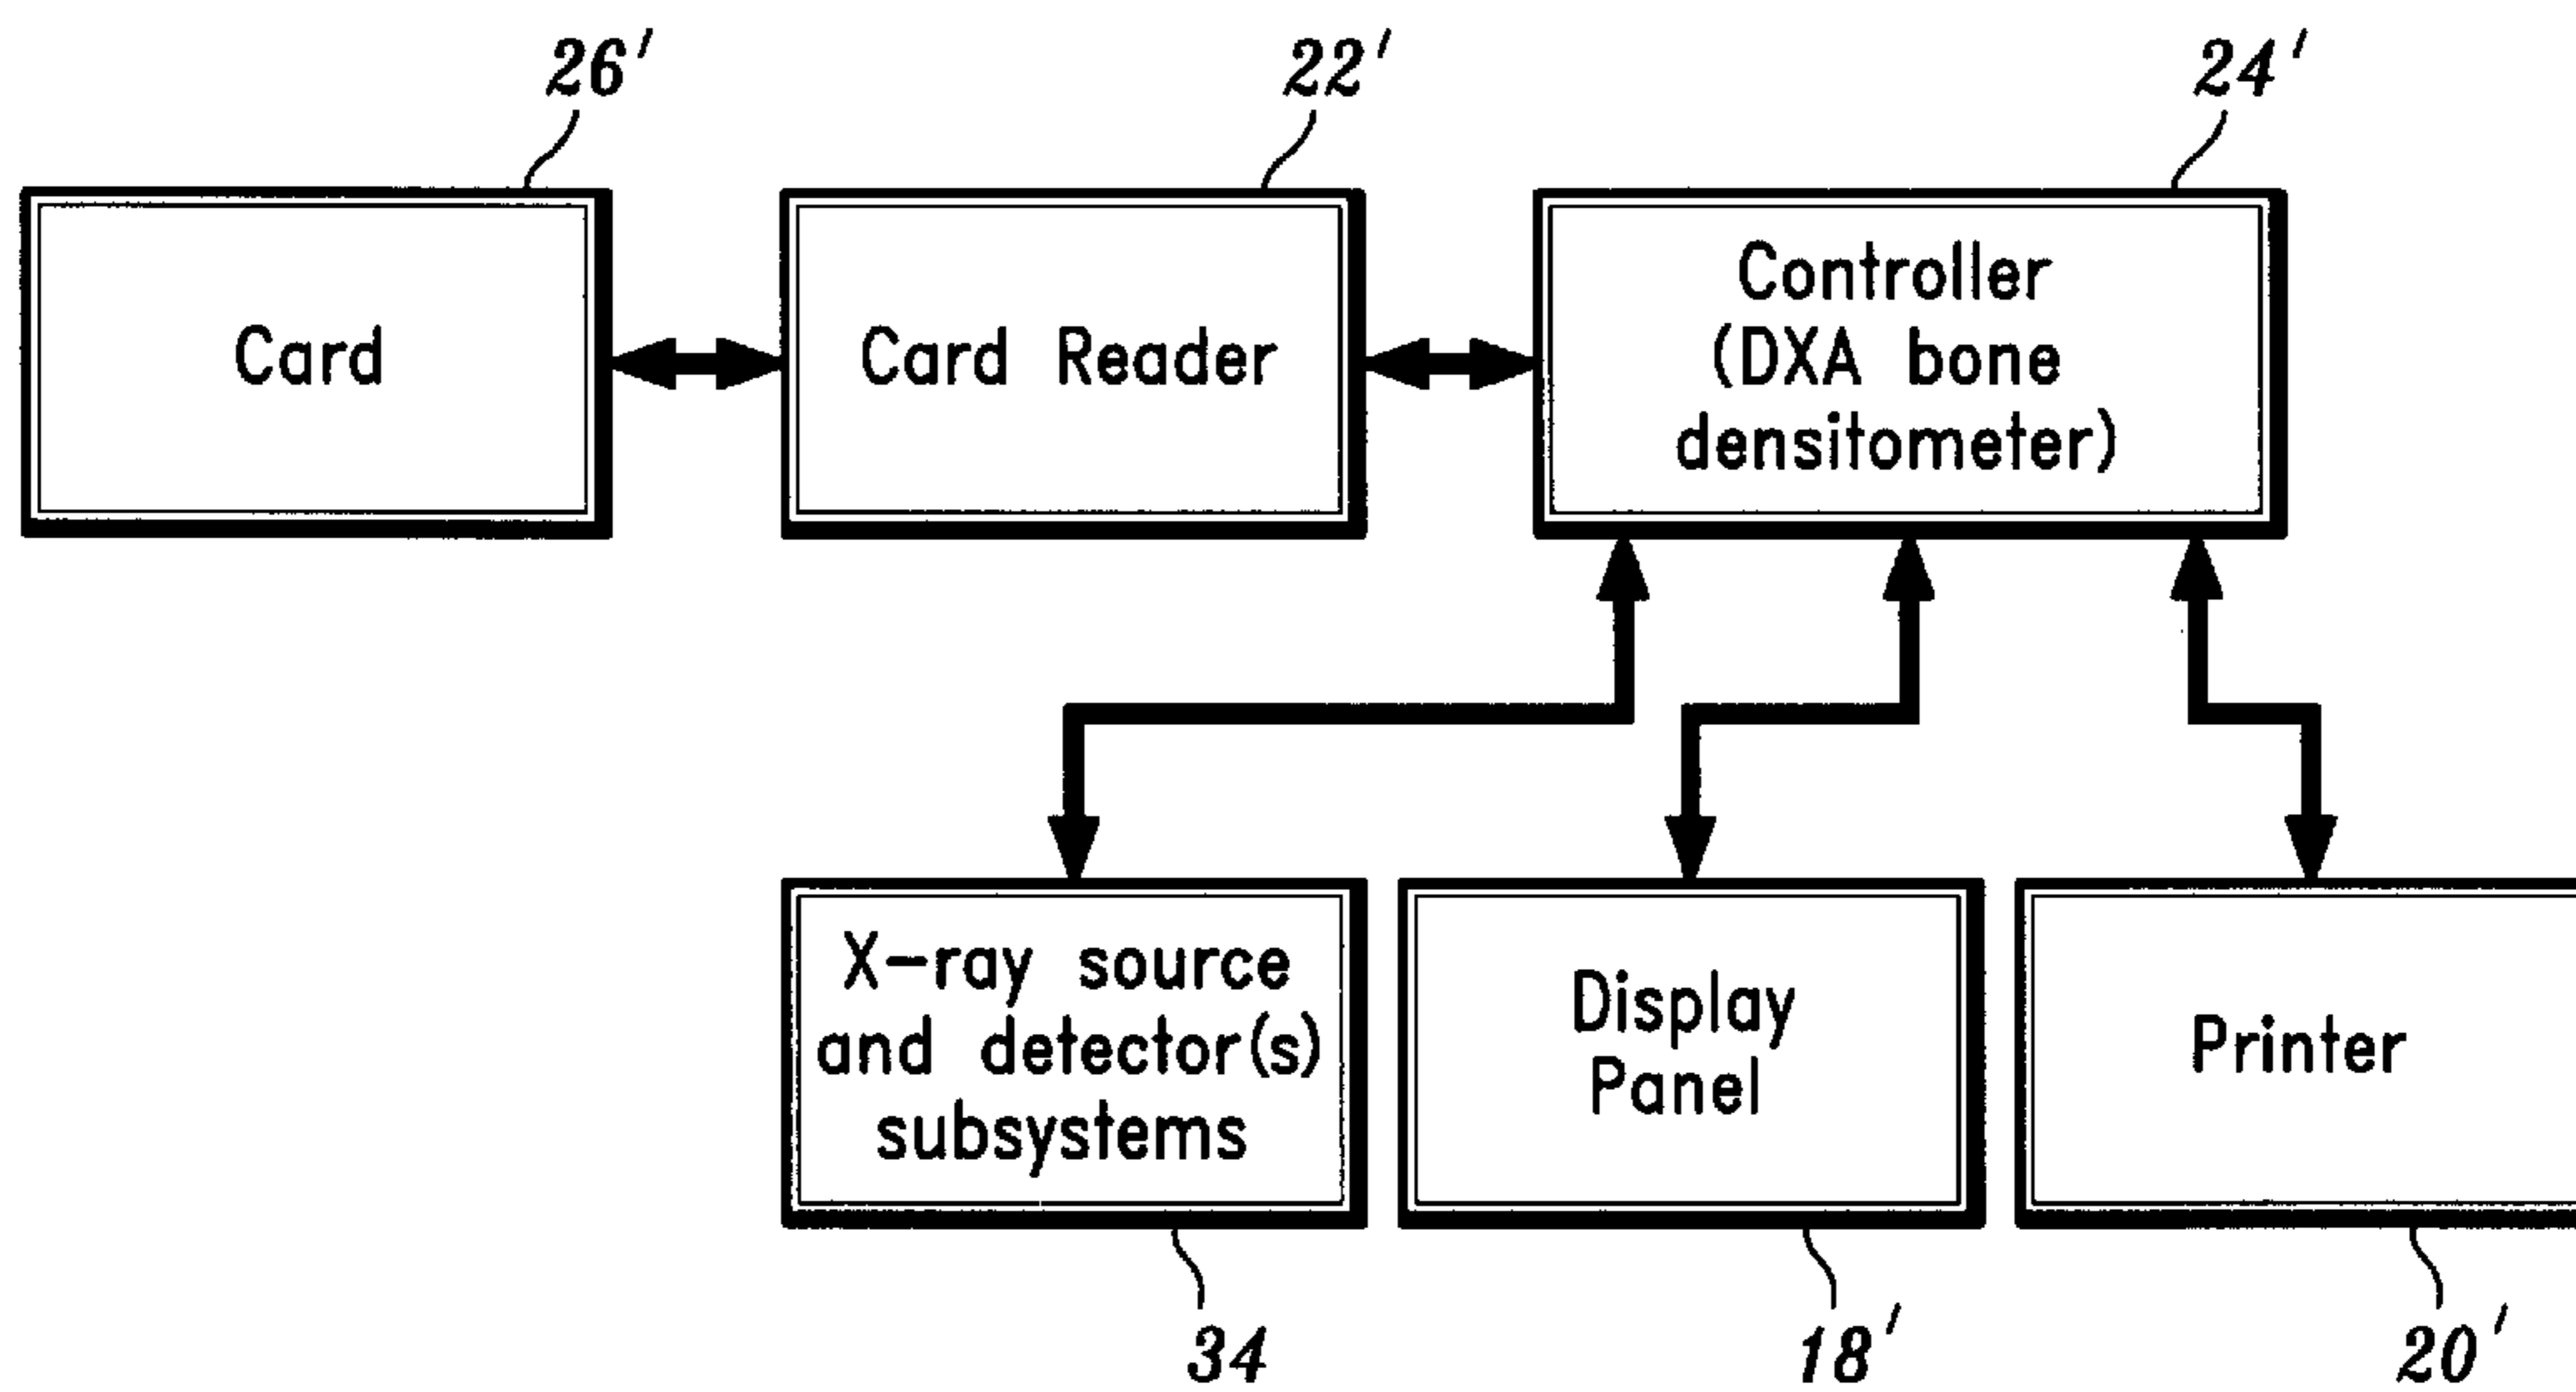 26' 22' 24'
Card
Card Reader
Controller
(DXA bone
densitometer)
X-ray source
and detector(s)
subsystems
Display
Panel
Printer
34 18' 20'